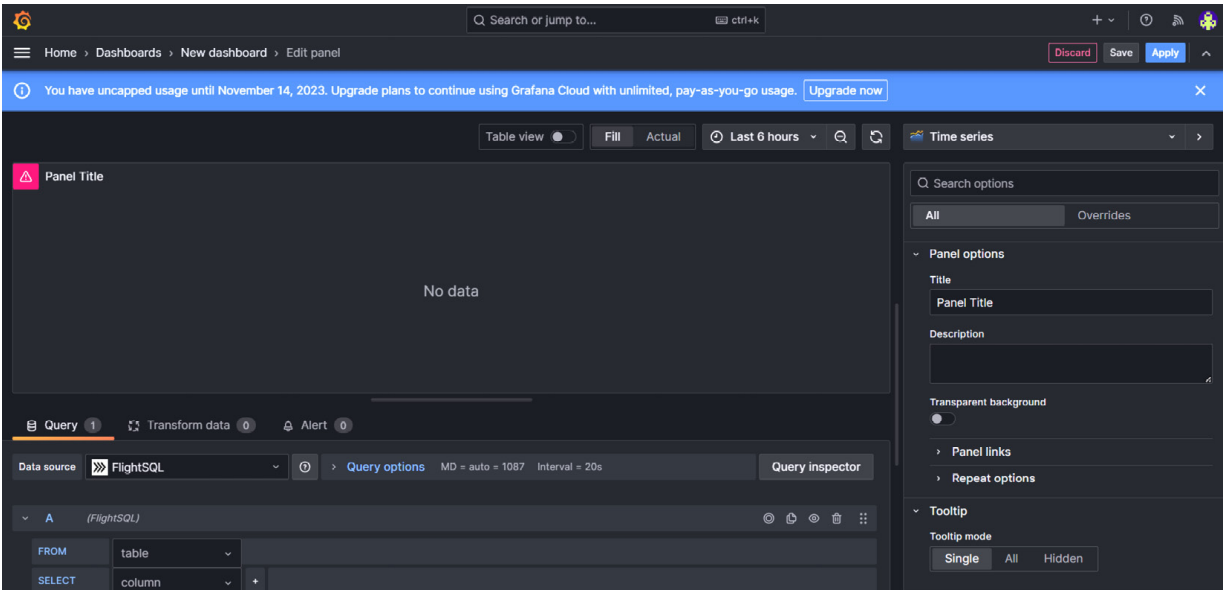 Search or jump to... ctrl+k
Home › Dashboards › New dashboard › Edit panel Discard Save Apply
You have uncapped usage until November 14, 2023. Upgrade plans to continue using Grafana Cloud with unlimited, pay-as-you-go usage. Upgrade now
Table view Fill Actual Last 6 hours
Panel Title
No data
Query 1 Transform data 0 Alert 0
Data source FlightSQL Query options MD = auto = 1087 Interval = 20s Query inspector
A (FlightSQL)
FROM table
SELECT column +
Time series
Search options
All Overrides
Panel options
Title
Panel Title
Description
Transparent background
Panel links
Repeat options
Tooltip
Tooltip mode
Single All Hidden